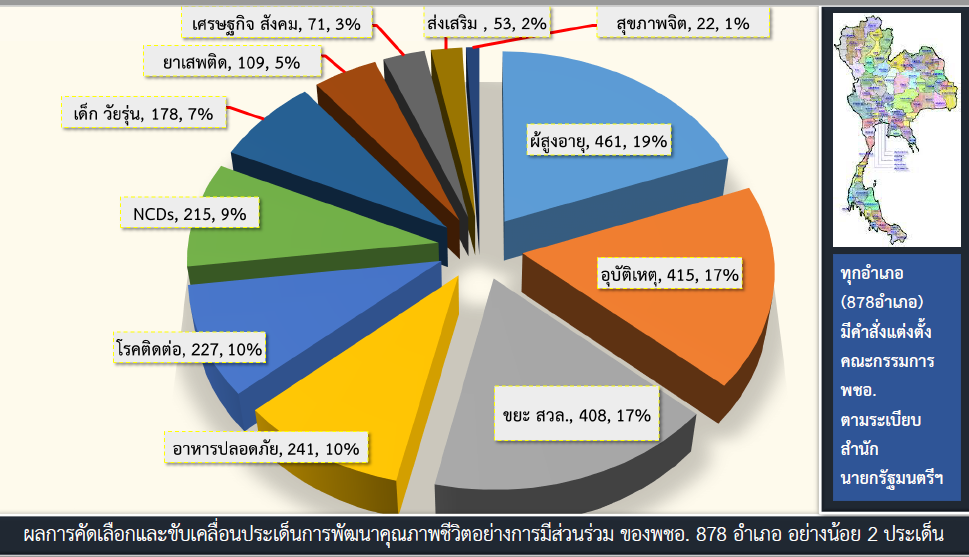 เศรษฐกิจ สังคม, 71, 3%
ส่งเสริม , 53, 2%
สุขภาพจิต, 22, 1%
ยาเสพติด, 109, 5%
เด็ก วัยรุ่น, 178, 7%
ผ้สูงอายุ, 461, 19%
NCDs, 215, 9%
อุบัติเหตุ, 415, 17%
โรคติดต่อ, 227, 10%
ขยะ สวล., 408, 17%
อาหารปลอดภัย, 241, 10%
ทุกอำเภอ
(878อำเภอ)
มีคำสั่งแต่งตั้ง
คณะกรรมการ
พชอ.
ตามระเบียบ
สำนัก
นายกรัฐมนตรีฯ
ผลการคัดเลือกและขับเคลื่อนประเด็นการพัฒนาคุณภาพชีวิตอย่างการมีส่วนร่วม ของพชอ. 878 อำเภอ อย่างน้อย 2 ประเด็น